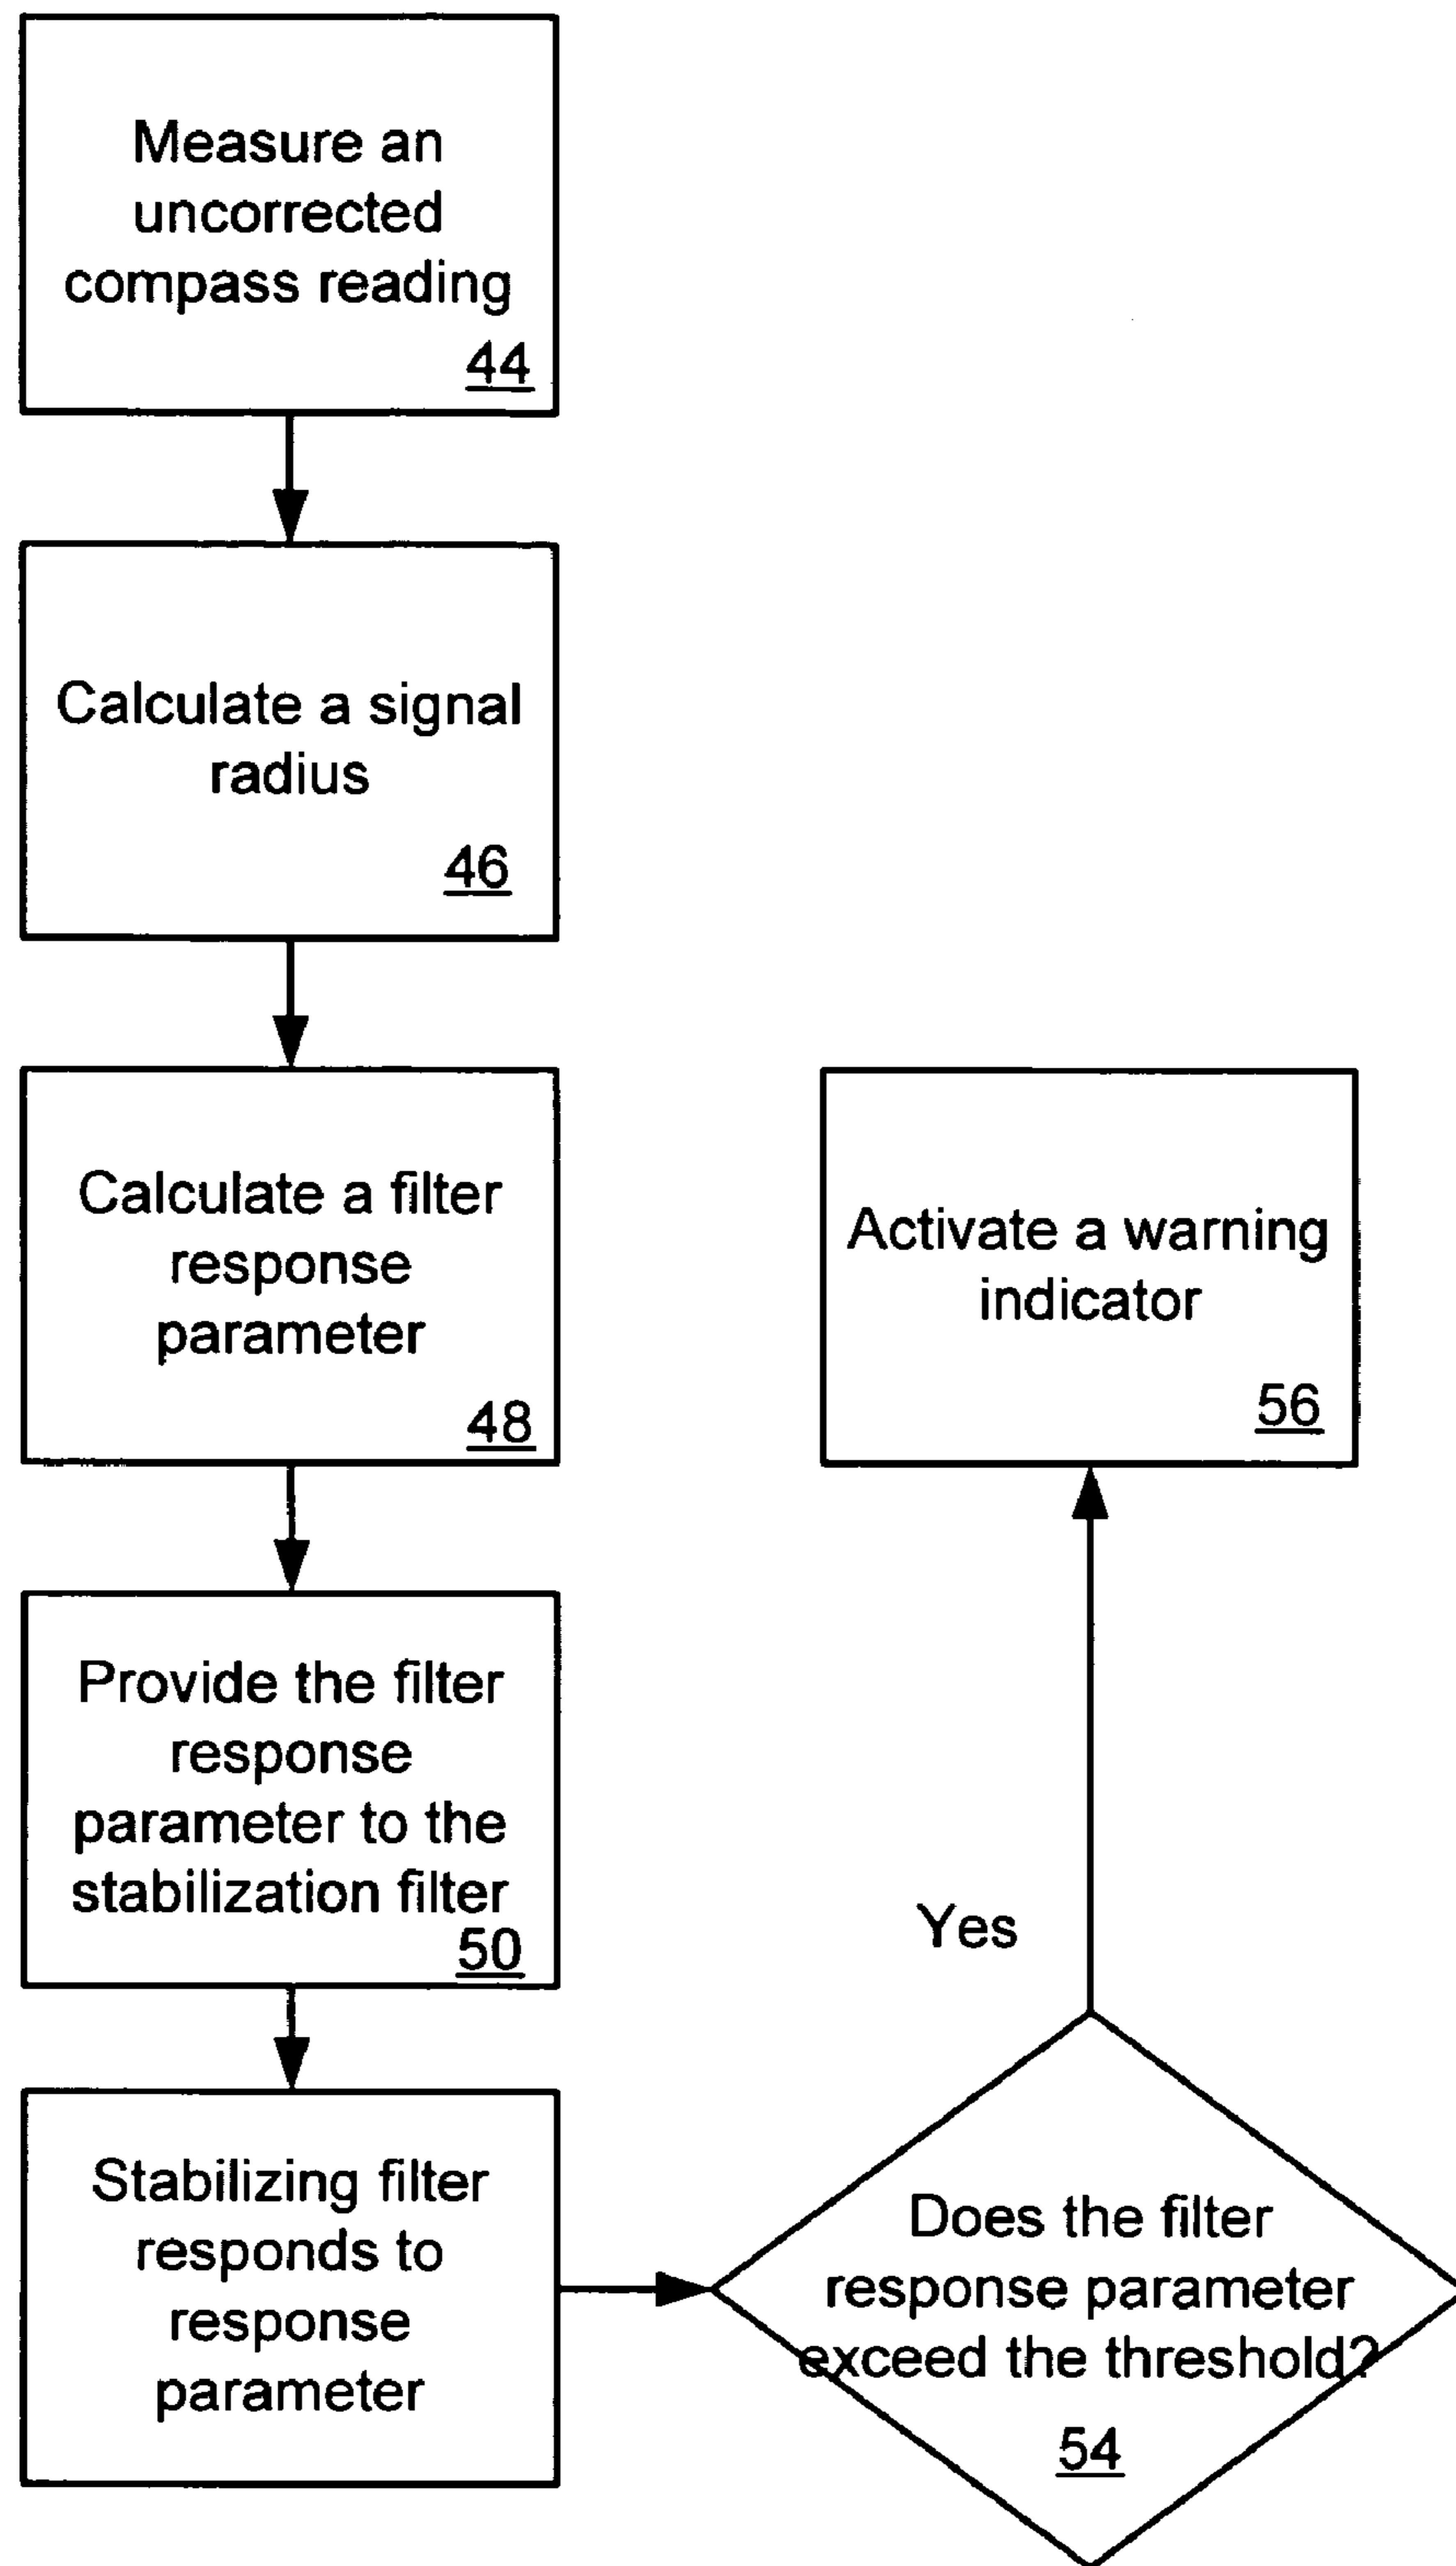 Measure an
uncorrected
compass reading
44
Calculate a signal
radius
46
Calculate a filter
response
parameter
48
Provide the filter
response
parameter to the
stabilization filter
50
Stabilizing filter
responds to
response
parameter
Does the filter
response parameter
exceed the threshold?
54
Yes
Activate a warning
indicator
56